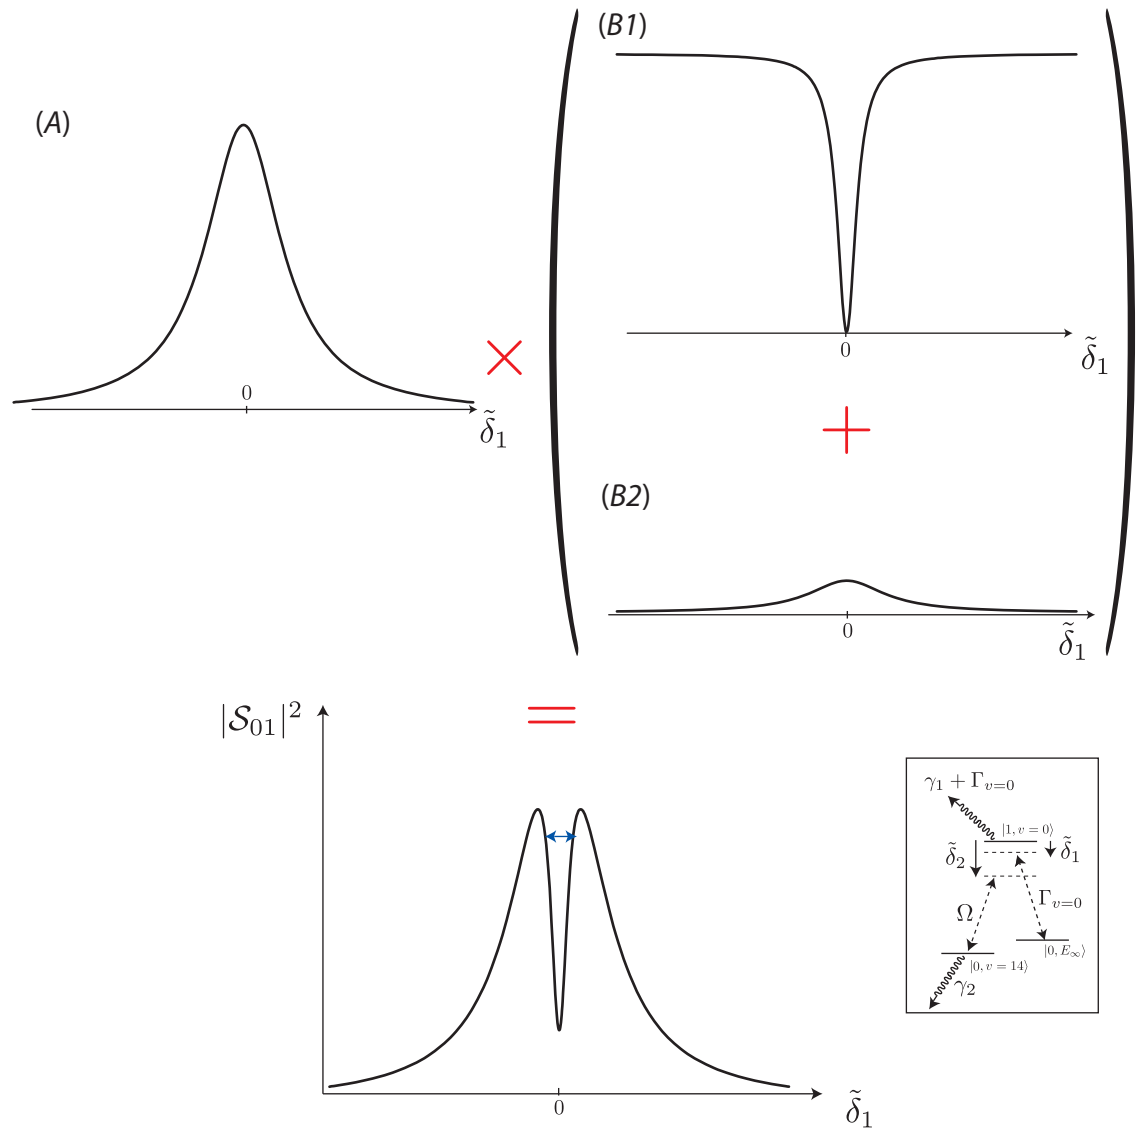 (B1)
(A)
0
δ̃₁
×
0
δ̃₁
+
(B2)
0
δ̃₁
=
|𝒮₀₁|²
0
δ̃₁
γ₁ + Γᵥ₌₀
|1, v = 0⟩
δ̃₂
δ̃₁
Ω
Γᵥ₌₀
|0, E∞⟩
|0, v = 14⟩
γ₂